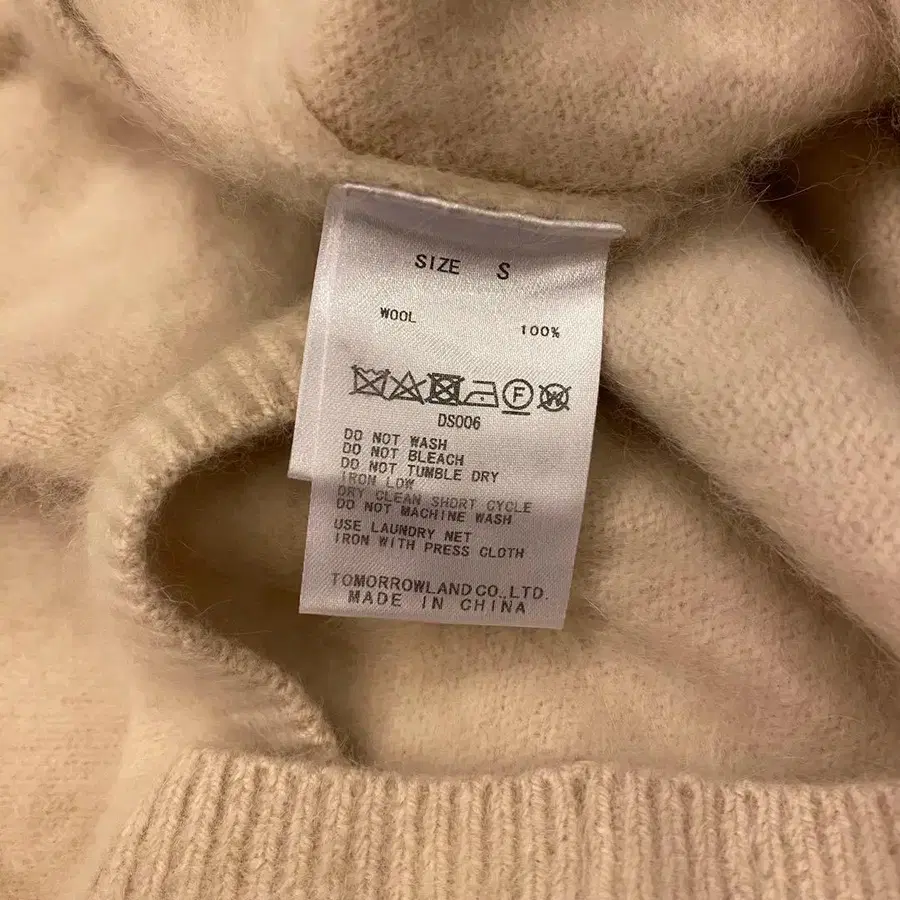 SIZE S
WOOL 100%
F W
DS006
DO NOT WASH
DO NOT BLEACH
DO NOT TUMBLE DRY
IRON LOW
DRY CLEAN SHORT CYCLE
DO NOT MACHINE WASH
USE LAUNDRY NET
IRON WITH PRESS CLOTH
TOMORROWLAND CO.,LTD.
MADE IN CHINA